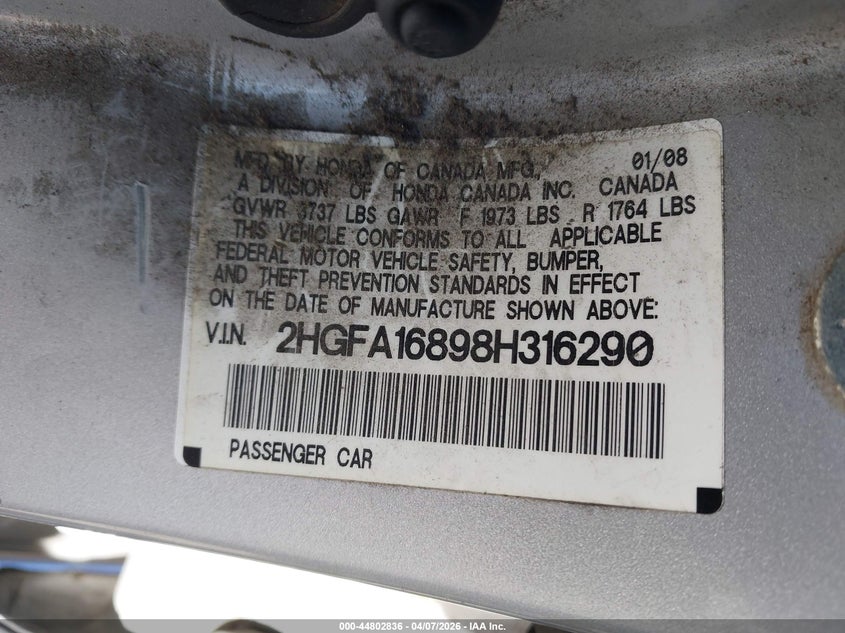 MFD BY HONDA OF CANADA MFG., 01/08
A DIVISION OF HONDA CANADA INC. CANADA
GVWR 3737 LBS GAWR F 1973 LBS R 1764 LBS
THIS VEHICLE CONFORMS TO ALL APPLICABLE
FEDERAL MOTOR VEHICLE SAFETY, BUMPER,
AND THEFT PREVENTION STANDARDS IN EFFECT
ON THE DATE OF MANUFACTURE SHOWN ABOVE:
V.I.N. 2HGFA16898H316290
PASSENGER CAR
000-44802836 - 04/07/2026 - IAA Inc.